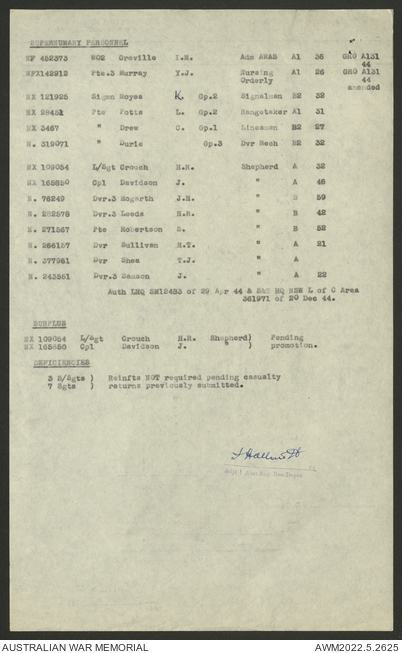 SUPERNUMARY PERSONNEL
NF 452373 WO2 Greville I.M. Adm AWAS A1 35 GRO A131
44
NFX142912 Pte.3 Murray Y.J. Nursing A1 26 GRO A131
Orderly 44
amended
NX 121925 Sigmn Noyes K. Gp.2 Signalman B2 32
NX 28451 Pte Potts L. Gp.2 Rangetaker A1 31
NX 3467 " Drew C. Gp.1 Linesman B2 27
N. 319071 " Durie Gp.3 Dvr Mech B2 32
NX 109054 L/Sgt Crouch H.R. Shepherd A 32
NX 165850 Cpl Davidson J. " A 46
N. 76249 Dvr.3 Hogarth J.H. " B 59
N. 282578 Dvr.3 Leeds H.R. " B 42
N. 271567 Pte Robertson S. " B 52
N. 266157 Dvr Sullivan H.T. " A 21
N. 377981 Dvr Shea T.J. " A
N. 243551 Dvr.3 Samson J. " A 22
Auth LHQ SM12483 of 29 Apr 44 & HQ NSW L of C Area
361971 of 20 Dec 44.
SURPLUS
NX 109054 L/Sgt Crouch H.R. Shepherd) Pending
NX 165850 Cpl Davidson J. " ) promotion.
DEFICIENCIES
3 S/Sgts ) Reinfts NOT required pending casualty
7 Sgts ) returns previously submitted.
AUSTRALIAN WAR MEMORIAL AWM2022.5.2625